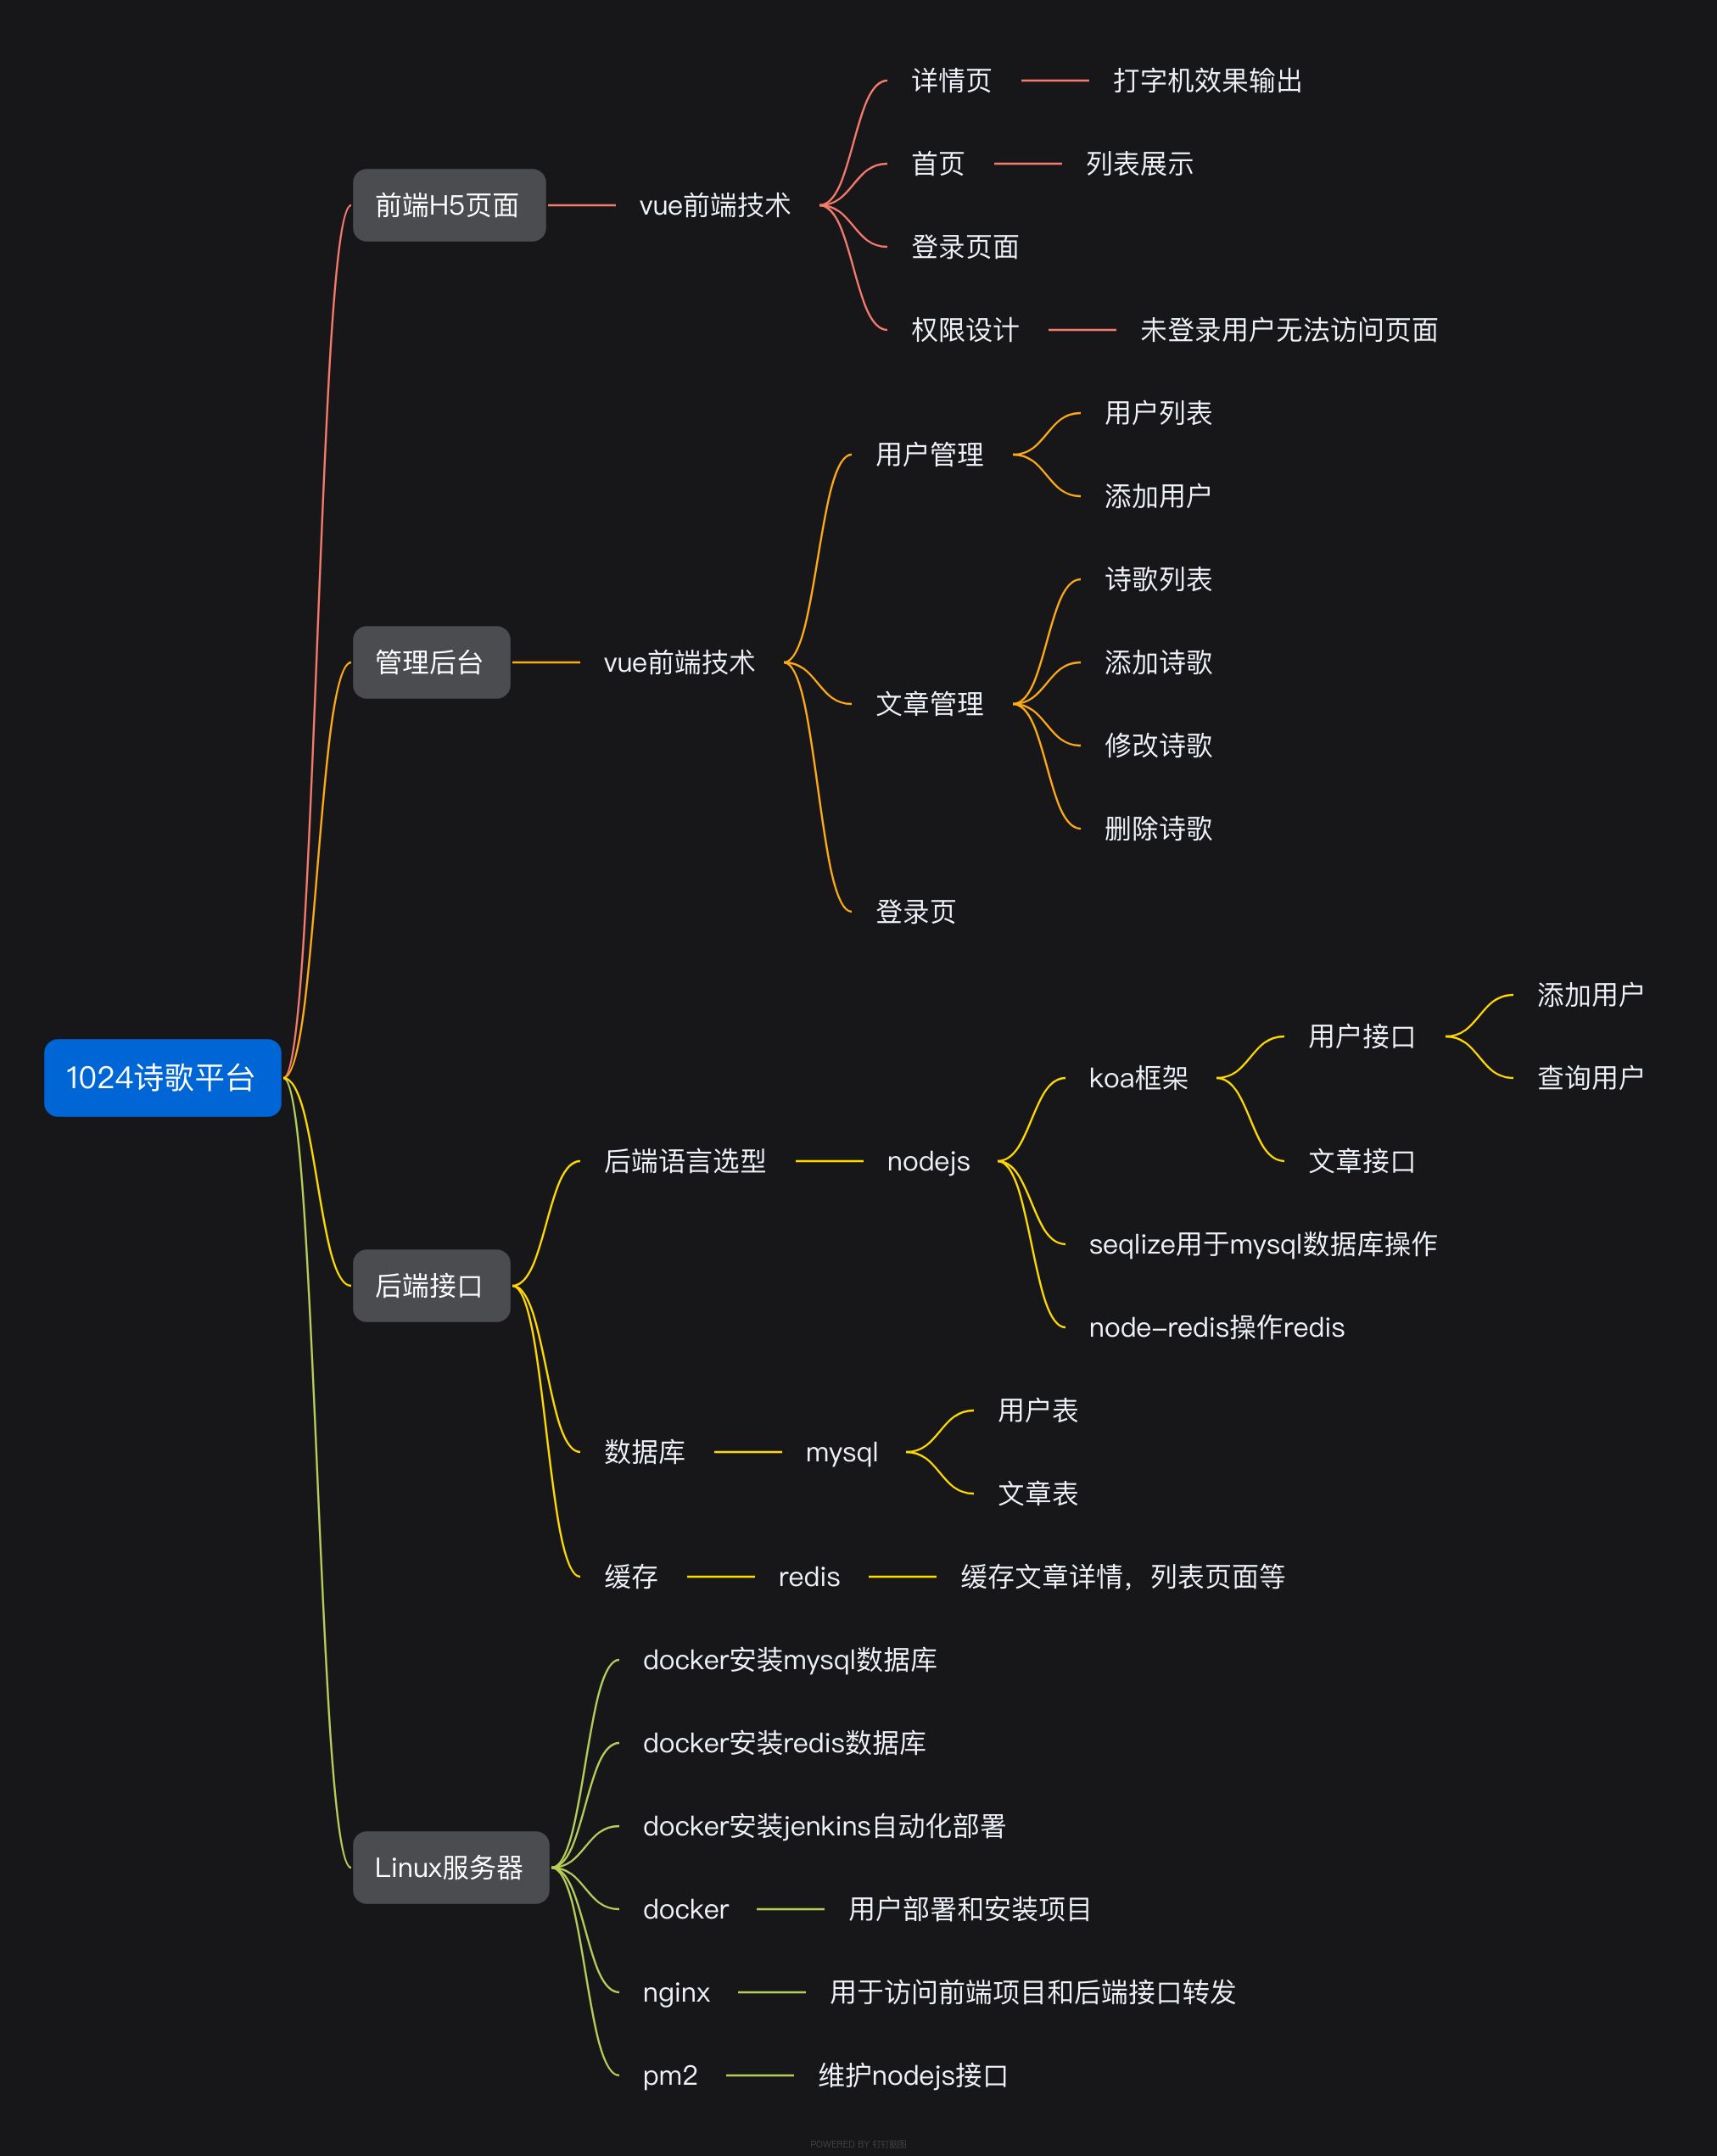 1024诗歌平台
前端H5页面
vue前端技术
详情页
打字机效果输出
首页
列表展示
登录页面
权限设计
未登录用户无法访问页面
管理后台
vue前端技术
用户管理
用户列表
添加用户
文章管理
诗歌列表
添加诗歌
修改诗歌
删除诗歌
登录页
后端接口
后端语言选型
nodejs
koa框架
用户接口
添加用户
查询用户
文章接口
seqlize用于mysql数据库操作
node-redis操作redis
数据库
mysql
用户表
文章表
缓存
redis
缓存文章详情，列表页面等
Linux服务器
docker安装mysql数据库
docker安装redis数据库
docker安装jenkins自动化部署
docker
用户部署和安装项目
nginx
用于访问前端项目和后端接口转发
pm2
维护nodejs接口
POWERED BY 钉钉脑图